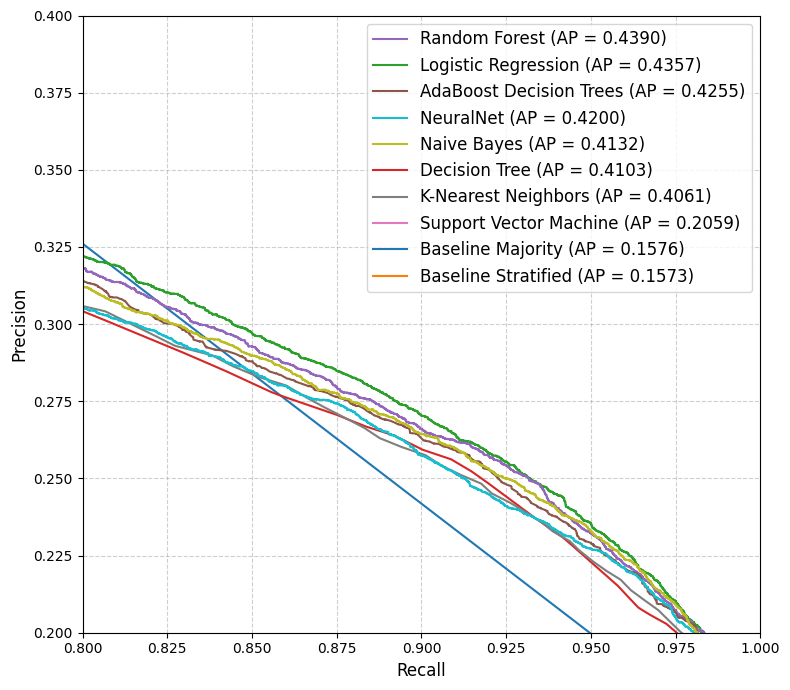 0.400
0.375
0.350
0.325
0.300
0.275
0.250
0.225
0.200
Precision
Random Forest (AP = 0.4390)
Logistic Regression (AP = 0.4357)
AdaBoost Decision Trees (AP = 0.4255)
NeuralNet (AP = 0.4200)
Naive Bayes (AP = 0.4132)
Decision Tree (AP = 0.4103)
K-Nearest Neighbors (AP = 0.4061)
Support Vector Machine (AP = 0.2059)
Baseline Majority (AP = 0.1576)
Baseline Stratified (AP = 0.1573)
0.800 0.825 0.850 0.875 0.900 0.925 0.950 0.975 1.000
Recall